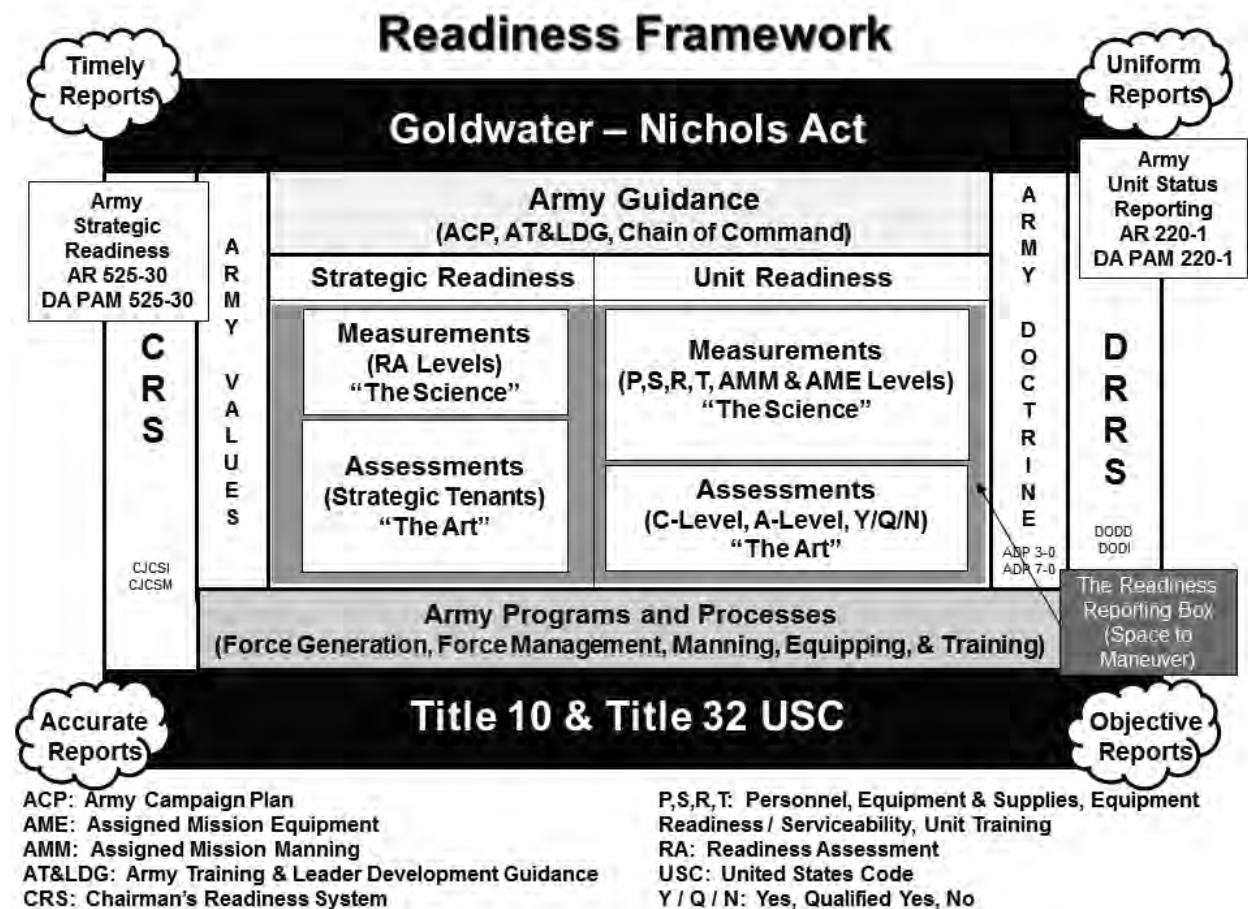 Readiness Framework
Timely
Reports
Uniform
Reports
Goldwater – Nichols Act
Army
Strategic
Readiness
AR 525-30
DA PAM 525-30
Army
Unit Status
Reporting
AR 220-1
DA PAM 220-1
CRS
CJCSI
CJCSM
ARMY VALUES
Army Guidance
(ACP, AT&LDG, Chain of Command)
Strategic Readiness
Measurements
(RA Levels)
“The Science”
Assessments
(Strategic Tenants)
“The Art”
Unit Readiness
Measurements
(P,S,R,T, AMM & AME Levels)
“The Science”
Assessments
(C-Level, A-Level, Y/Q/N)
“The Art”
ARMY DOCTRINE
ADP 3-0
ADP 7-0
DRRS
DODD
DODI
The Readiness
Reporting Box
(Space to
Maneuver)
Army Programs and Processes
(Force Generation, Force Management, Manning, Equipping, & Training)
Title 10 & Title 32 USC
Accurate
Reports
Objective
Reports
ACP: Army Campaign Plan
AME: Assigned Mission Equipment
AMM: Assigned Mission Manning
AT&LDG: Army Training & Leader Development Guidance
CRS: Chairman’s Readiness System
P,S,R,T: Personnel, Equipment & Supplies, Equipment
Readiness / Serviceability, Unit Training
RA: Readiness Assessment
USC: United States Code
Y / Q / N: Yes, Qualified Yes, No